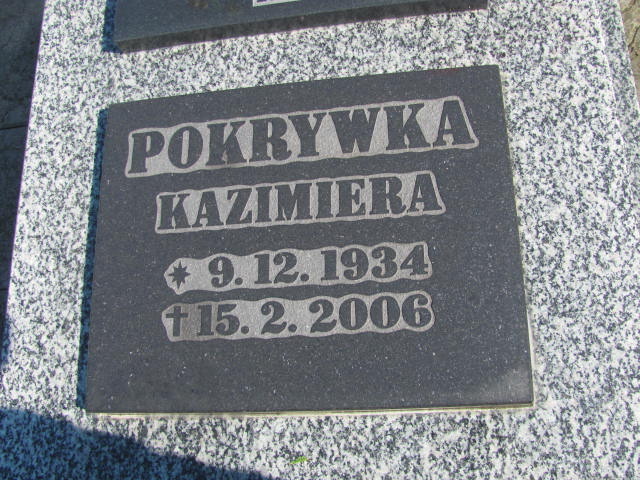 POKRYWKA
KAZIMIERA
* 9. 12. 1934
✝ 15. 2. 2006